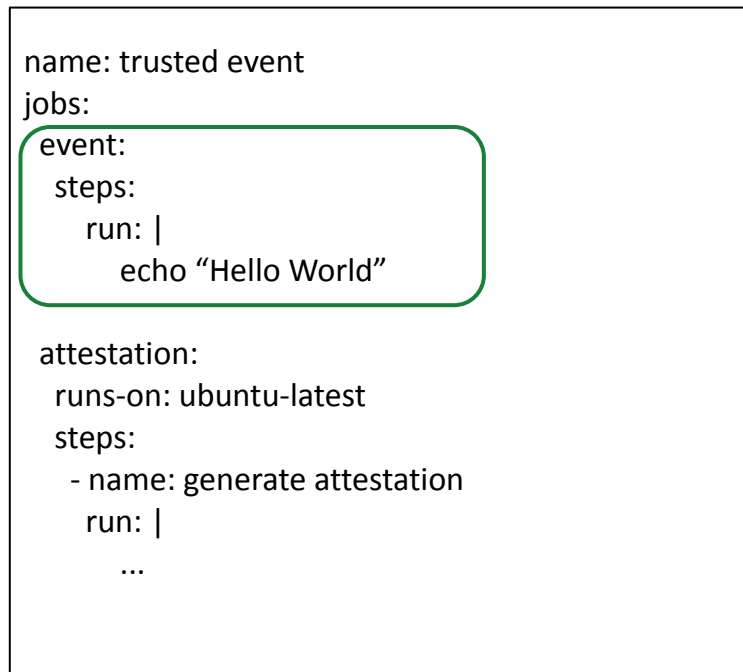 name: trusted event
jobs:
event:
steps:
run: |
echo “Hello World”
attestation:
runs-on: ubuntu-latest
steps:
- name: generate attestation
run: |
...